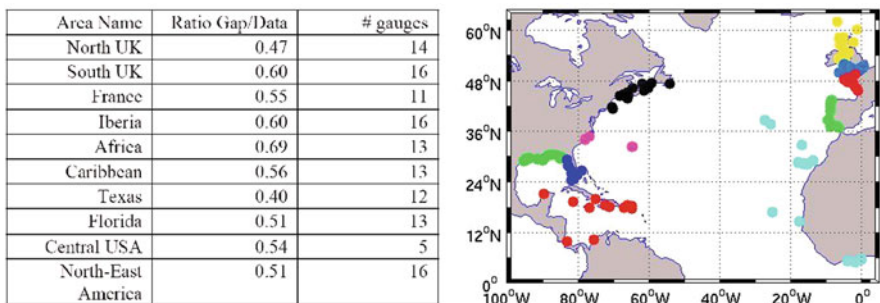 Area Name Ratio Gap/Data # gauges
North UK 0.47 14
South UK 0.60 16
France 0.55 11
Iberia 0.60 16
Africa 0.69 13
Caribbean 0.56 13
Texas 0.40 12
Florida 0.51 13
Central USA 0.54 5
North-East 0.51 16
America
60°N
48°N
36°N
24°N
12°N
0°
100°W 80°W 60°W 40°W 20°W 0°